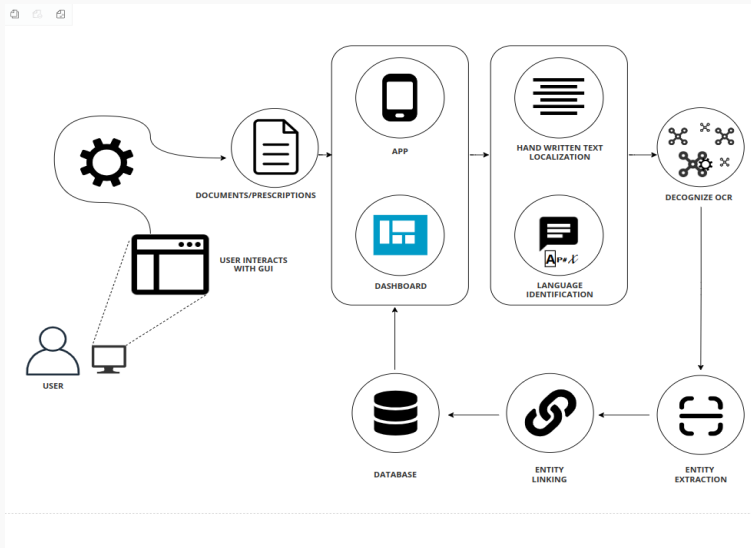 APP
HAND WRITTEN TEXT
LOCALIZATION
DOCUMENTS/PRESCRIPTIONS
DECOGNIZE OCR
USER INTERACTS
WITH GUI
DASHBOARD
A
LANGUAGE
IDENTIFICATION
USER
DATABASE
ENTITY
LINKING
ENTITY
EXTRACTION